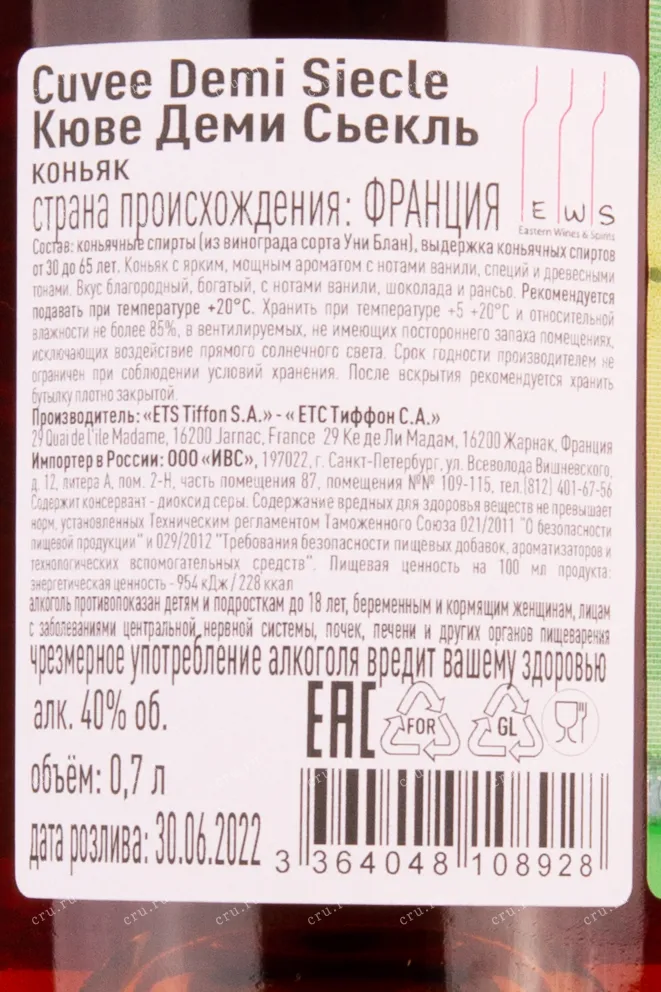 Cuvee Demi Siecle
Кюве Деми Сьекль
коньяк
страна происхождения: ФРАНЦИЯ
E W S
Eastern Wines & Spirits
Состав: коньячные спирты (из винограда сорта Уни Блан), выдержка коньячных спиртов
от 30 до 65 лет. Коньяк с ярким, мощным ароматом с нотами ванили, специй и древесными
тонами. Вкус благородный, богатый, с нотами ванили, шоколада и рансьо. Рекомендуется
подавать при температуре +20°C. Хранить при температуре +5 +20°C и относительной
влажности не более 85%, в вентилируемых, не имеющих постороннего запаха помещениях,
исключающих воздействие прямого солнечного света. Срок годности производителем не
ограничен при соблюдении условий хранения. После вскрытия рекомендуется хранить
бутылку плотно закрытой.
Производитель: «ETS Tiffon S.A.» - « ЕТС Тиффон С.А.»
29 Quai de l'ile Madame, 16200 Jarnac, France 29 Ке де Ли Мадам, 16200 Жарнак, Франция
Импортер в России: ООО «ИВС», 197022, г. Санкт-Петербург, ул. Всеволода Вишневского,
д. 12, литера А, пом. 2-Н, часть помещения 87, помещения №№ 109-115, тел.(812) 401-67-56
Содержит консервант - диоксид серы. Содержание вредных для здоровья веществ не превышает
норм, установленных Техническим регламентом Таможенного Союза 021/2011 "О безопасности
пищевой продукции" и 029/2012 "Требования безопасности пищевых добавок, ароматизаторов и
технологических вспомогательных средств". Пищевая ценность на 100 мл продукта:
энергетическая ценность - 954 кДж / 228 ккал
алкоголь противопоказан детям и подросткам до 18 лет, беременным и кормящим женщинам, лицам
с заболеваниями центральной нервной системы, почек, печени и других органов пищеварения
чрезмерное употребление алкоголя вредит вашему здоровью
алк. 40% об.
EAC
FOR
GL
объём: 0,7 л
дата розлива: 30.06.2022
3 364048 108928